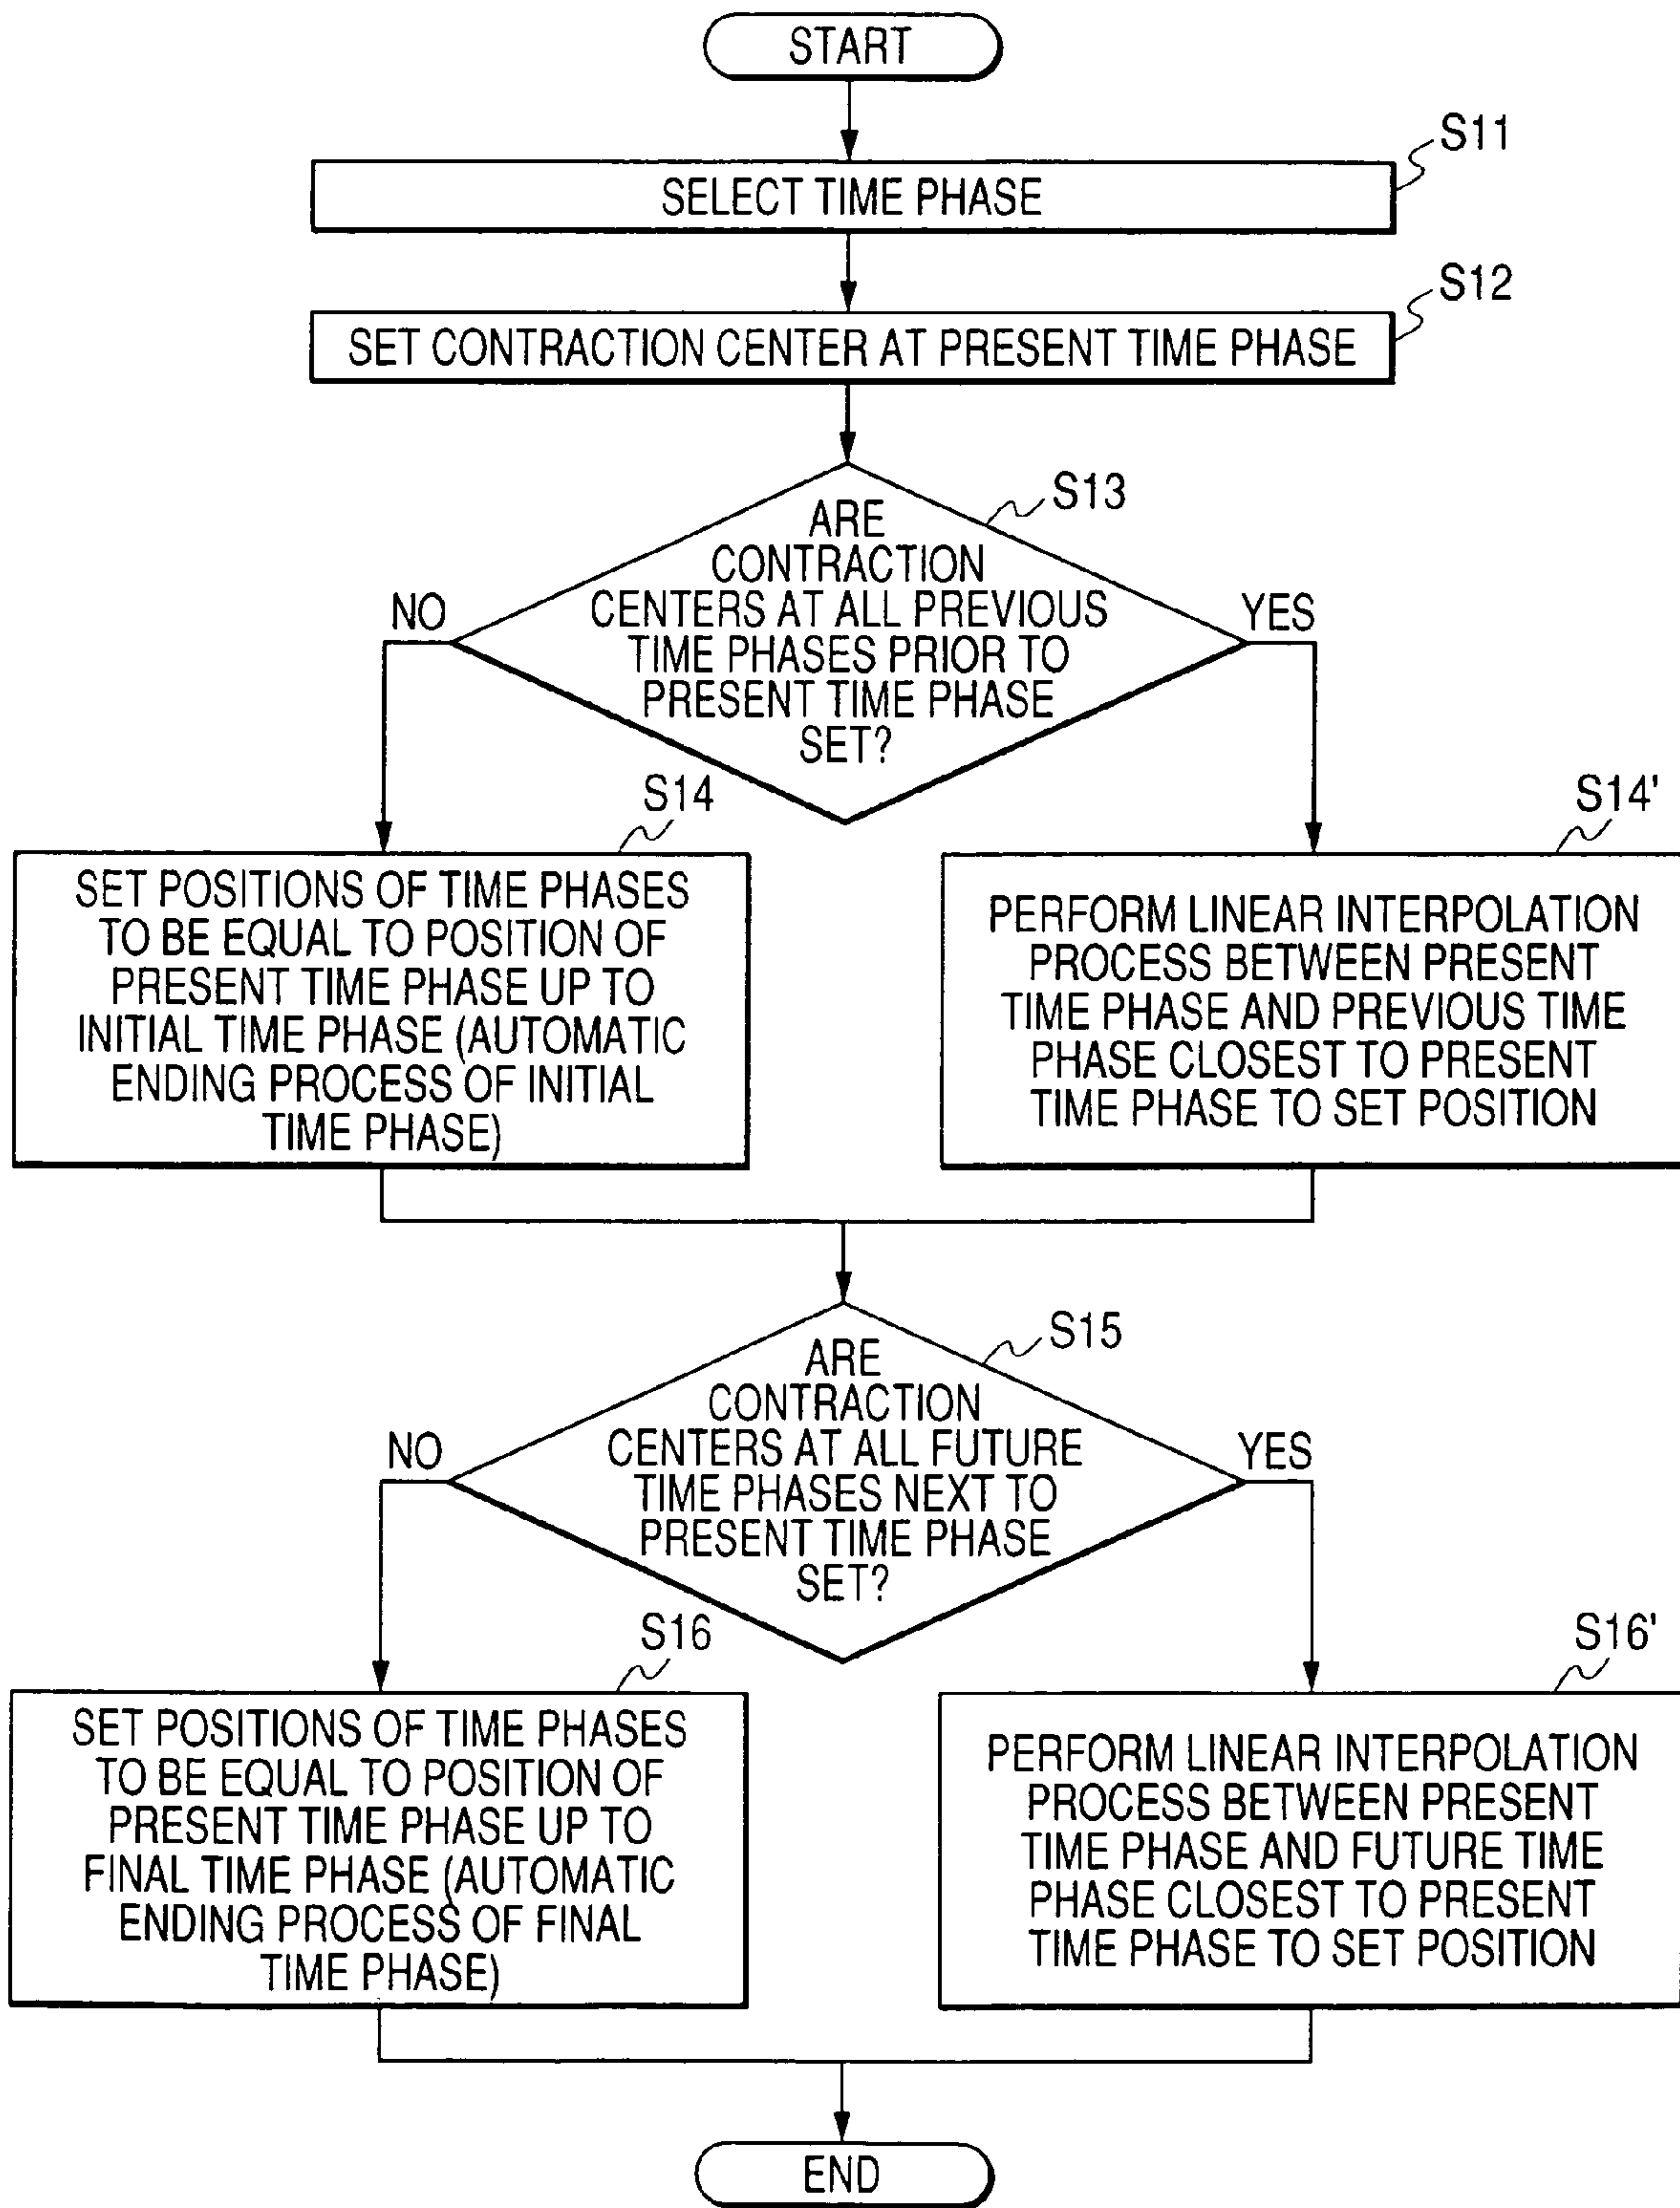 START
S11
SELECT TIME PHASE
S12
SET CONTRACTION CENTER AT PRESENT TIME PHASE
S13
ARE
CONTRACTION
CENTERS AT ALL PREVIOUS
TIME PHASES PRIOR TO
PRESENT TIME PHASE
SET?
NO
YES
S14
SET POSITIONS OF TIME PHASES
TO BE EQUAL TO POSITION OF
PRESENT TIME PHASE UP TO
INITIAL TIME PHASE (AUTOMATIC
ENDING PROCESS OF INITIAL
TIME PHASE)
S14'
PERFORM LINEAR INTERPOLATION
PROCESS BETWEEN PRESENT
TIME PHASE AND PREVIOUS TIME
PHASE CLOSEST TO PRESENT
TIME PHASE TO SET POSITION
S15
ARE
CONTRACTION
CENTERS AT ALL FUTURE
TIME PHASES NEXT TO
PRESENT TIME PHASE
SET?
NO
YES
S16
SET POSITIONS OF TIME PHASES
TO BE EQUAL TO POSITION OF
PRESENT TIME PHASE UP TO
FINAL TIME PHASE (AUTOMATIC
ENDING PROCESS OF FINAL
TIME PHASE)
S16'
PERFORM LINEAR INTERPOLATION
PROCESS BETWEEN PRESENT
TIME PHASE AND FUTURE TIME
PHASE CLOSEST TO PRESENT
TIME PHASE TO SET POSITION
END